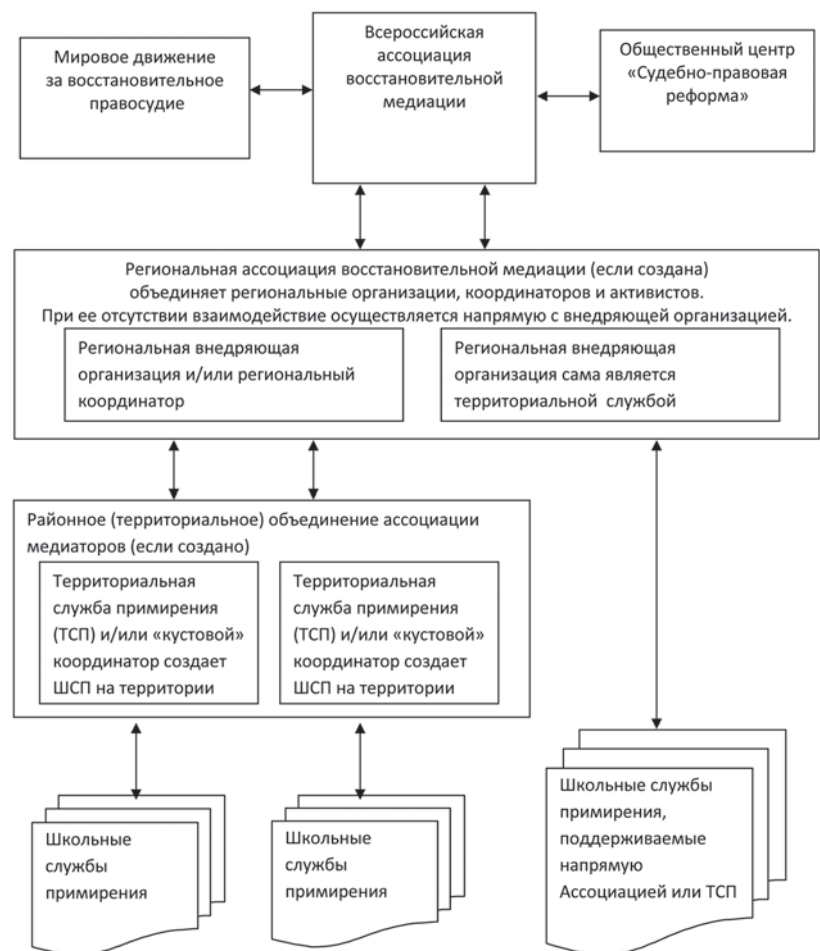 Мировое движение
за восстановительное
правосудие
Всероссийская
ассоциация
восстановительной
медиации
Общественный центр
«Судебно-правовая
реформа»
Региональная ассоциация восстановительной медиации (если создана)
объединяет региональные организации, координаторов и активистов.
При ее отсутствии взаимодействие осуществляется напрямую с внедряющей организацией.
Региональная внедряющая
организация и/или региональный
координатор
Региональная внедряющая
организация сама является
территориальной службой
Районное (территориальное) объединение ассоциации
медиаторов (если создано)
Территориальная
служба примирения
(ТСП) и/или «кустовой»
координатор создает
ШСП на территории
Территориальная
служба примирения
(ТСП) и/или «кустовой»
координатор создает
ШСП на территории
Школьные
службы
примирения
Школьные
службы
примирения
Школьные службы
примирения,
поддерживаемые
напрямую
Ассоциацией или ТСП